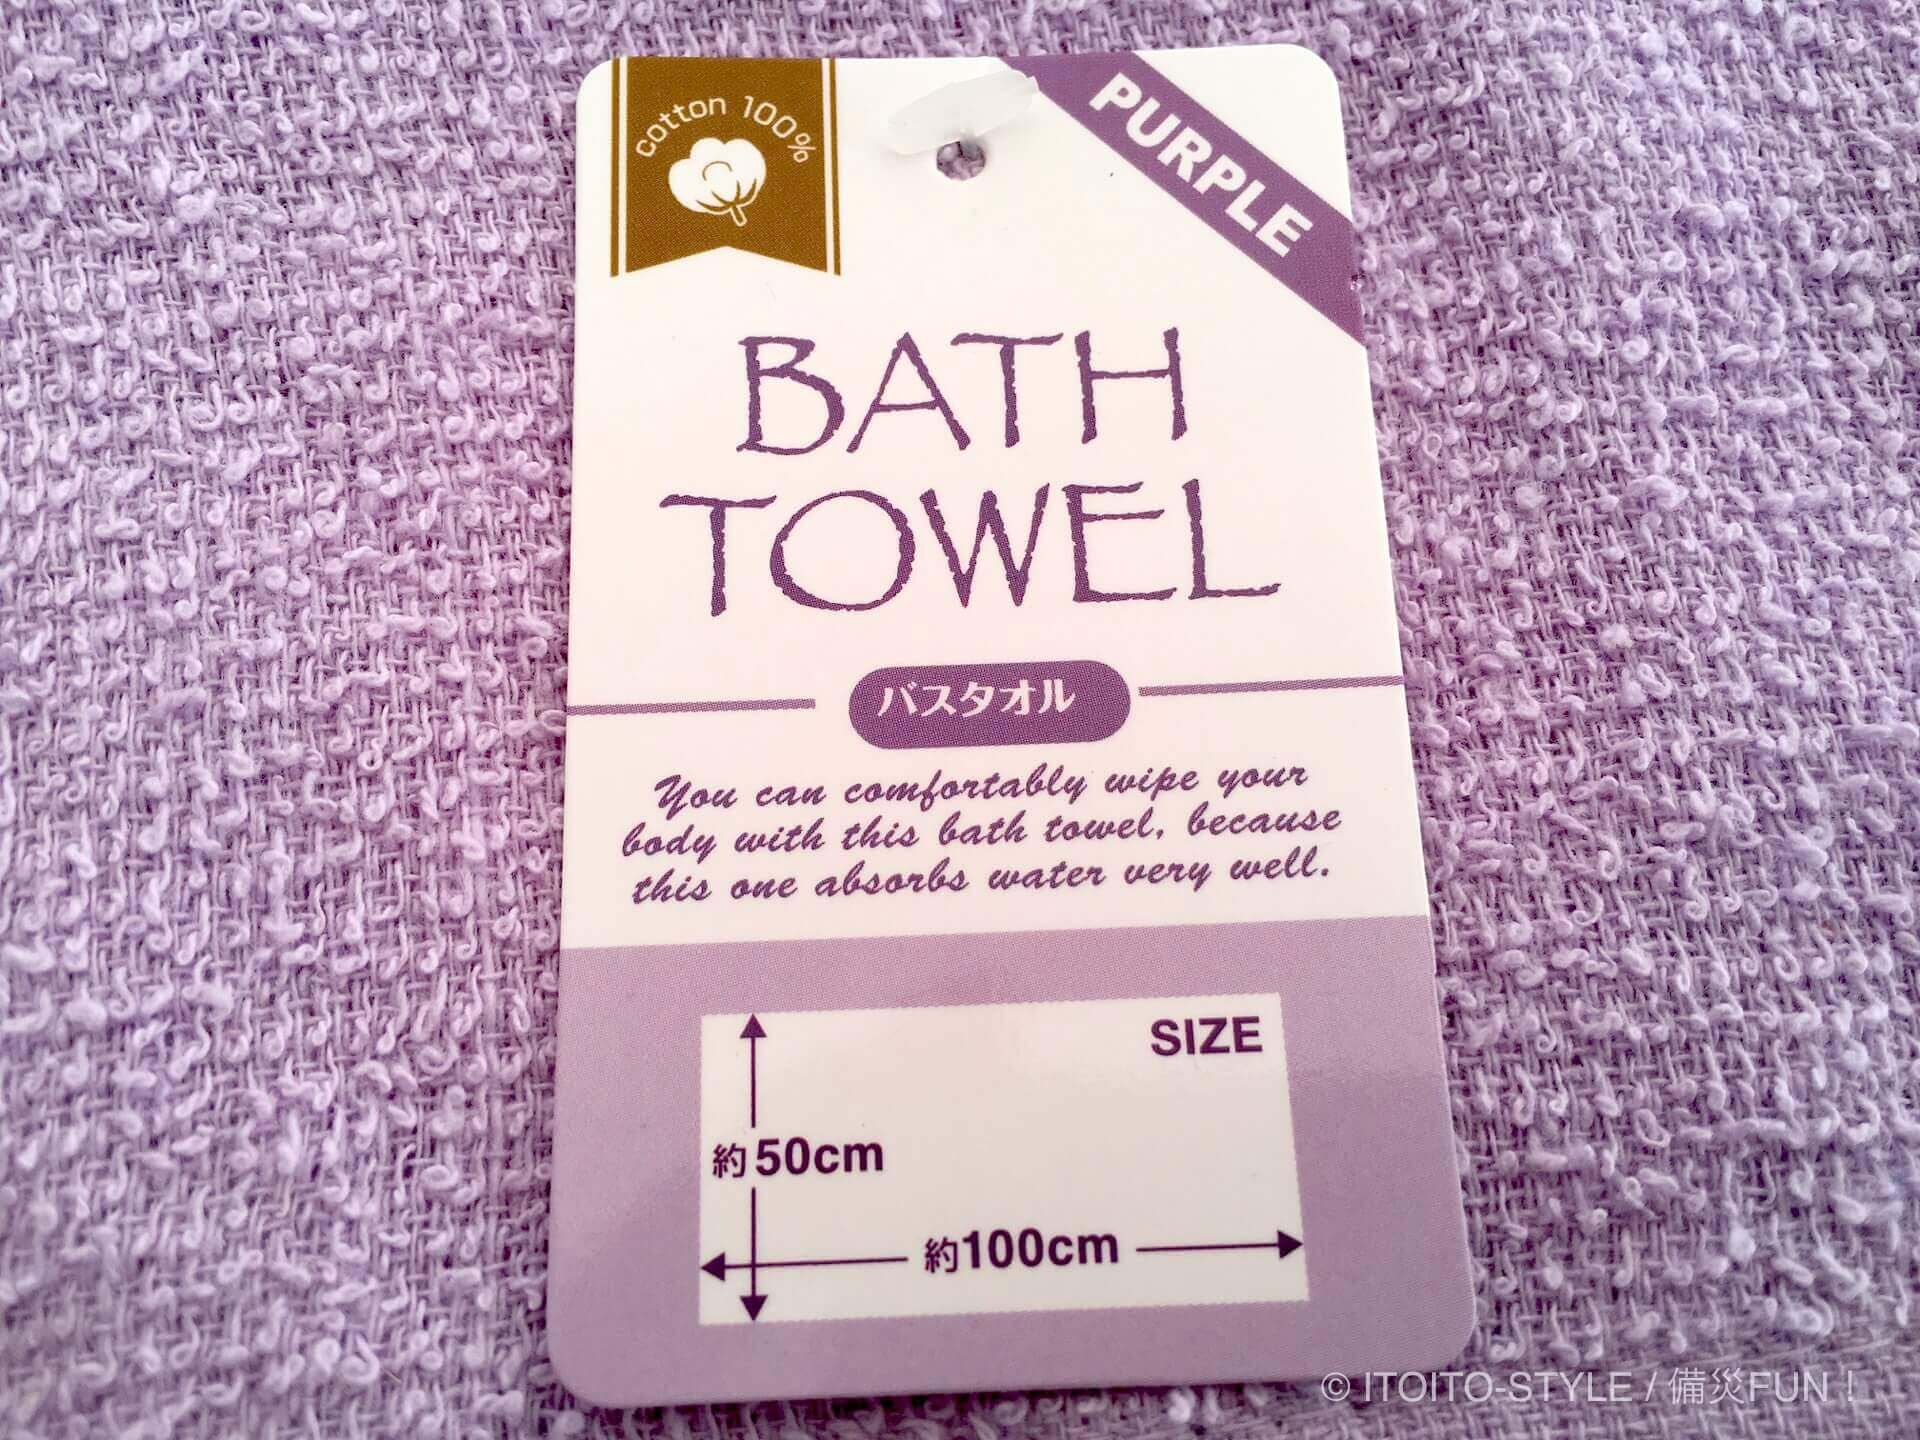 cotton 100%
PURPLE
BATH
TOWEL
バスタオル
You can comfortably wipe your
body with this bath towel, because
this one absorbs water very well.
SIZE
約50cm
約100cm
© ITOITO-STYLE / 備災FUN！